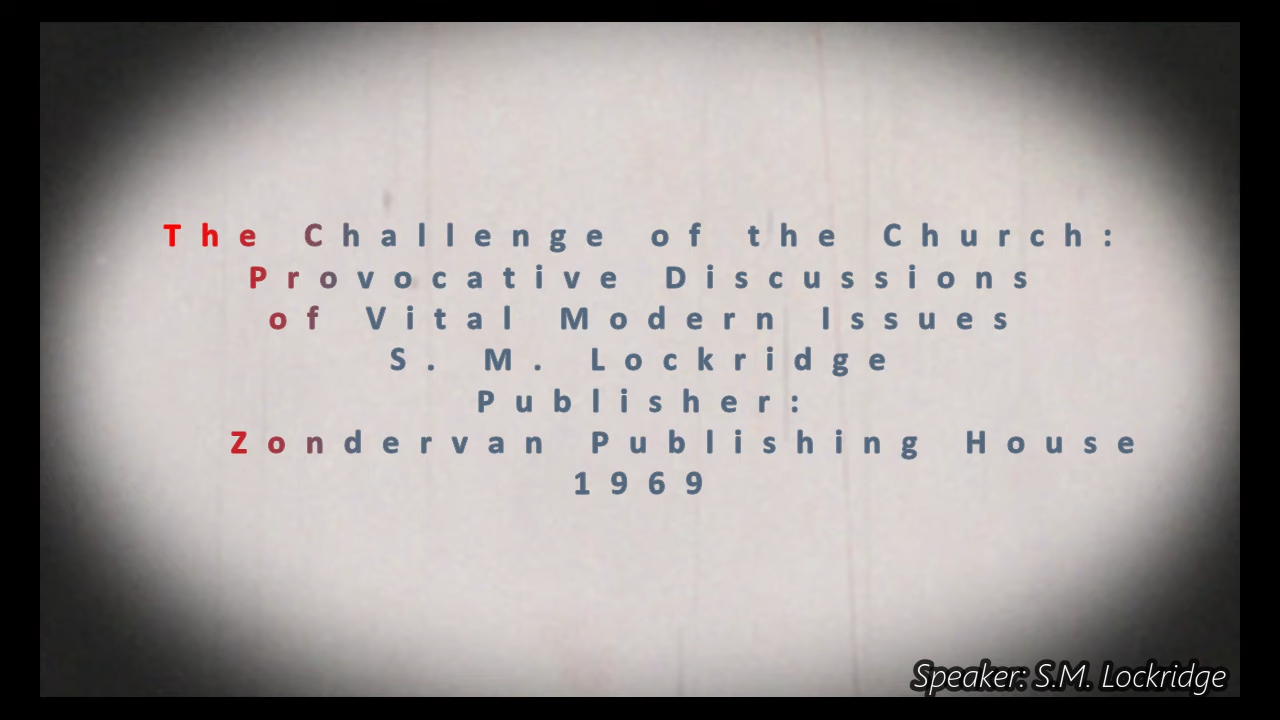 The Challenge of the Church:
Provocative Discussions
of Vital Modern Issues
S. M. Lockridge
Publisher:
Zondervan Publishing House
1969
Speaker: S.M. Lockridge